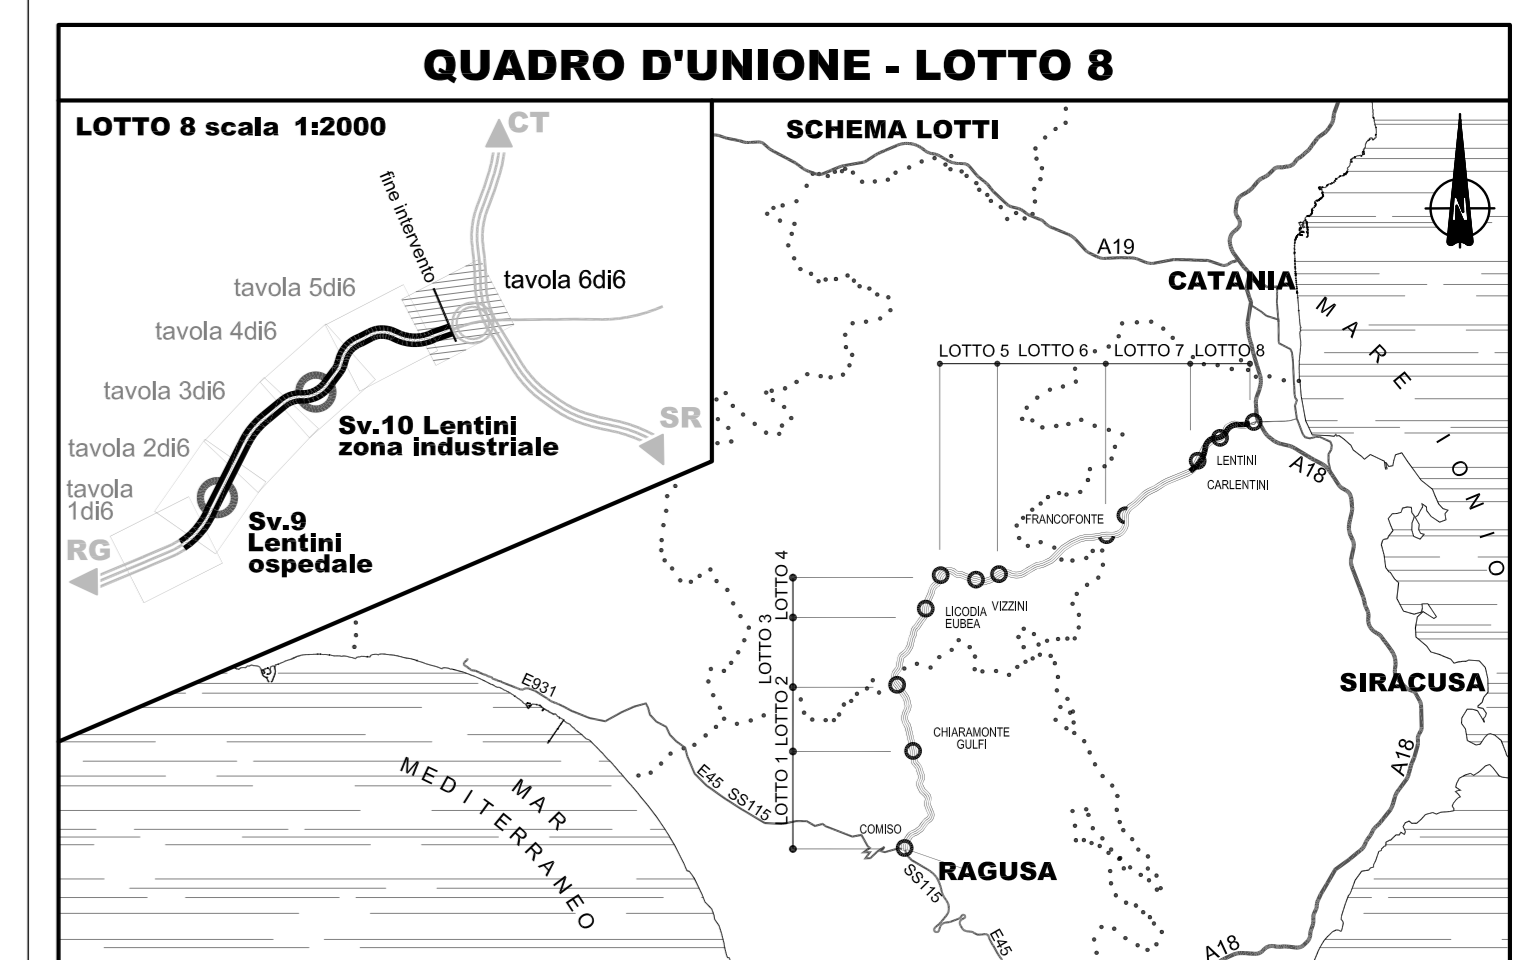 QUADRO D'UNIONE - LOTTO 8
LOTTO 8 scala 1:2000
CT
fine intervento
tavola 5di6
tavola 6di6
tavola 4di6
tavola 3di6
Sv.10 Lentini
zona industriale
SR
tavola 2di6
tavola
1di6
Sv.9
Lentini
ospedale
RG
SCHEMA LOTTI
N
A19
CATANIA
MARE
IONIO
LOTTO 5
LOTTO 6
LOTTO 7
LOTTO 8
LENTINI
CARLENTINI
A18
FRANCOFONTE
LOTTO 4
LOTTO 3
LOTTO 2
LOTTO 1
LICODIA
EUBEA
VIZZINI
SIRACUSA
E931
CHIARAMONTE
GULFI
A18
MAR
MEDITERRANEO
E45
SS115
COMISO
RAGUSA
SS115
E45
A18